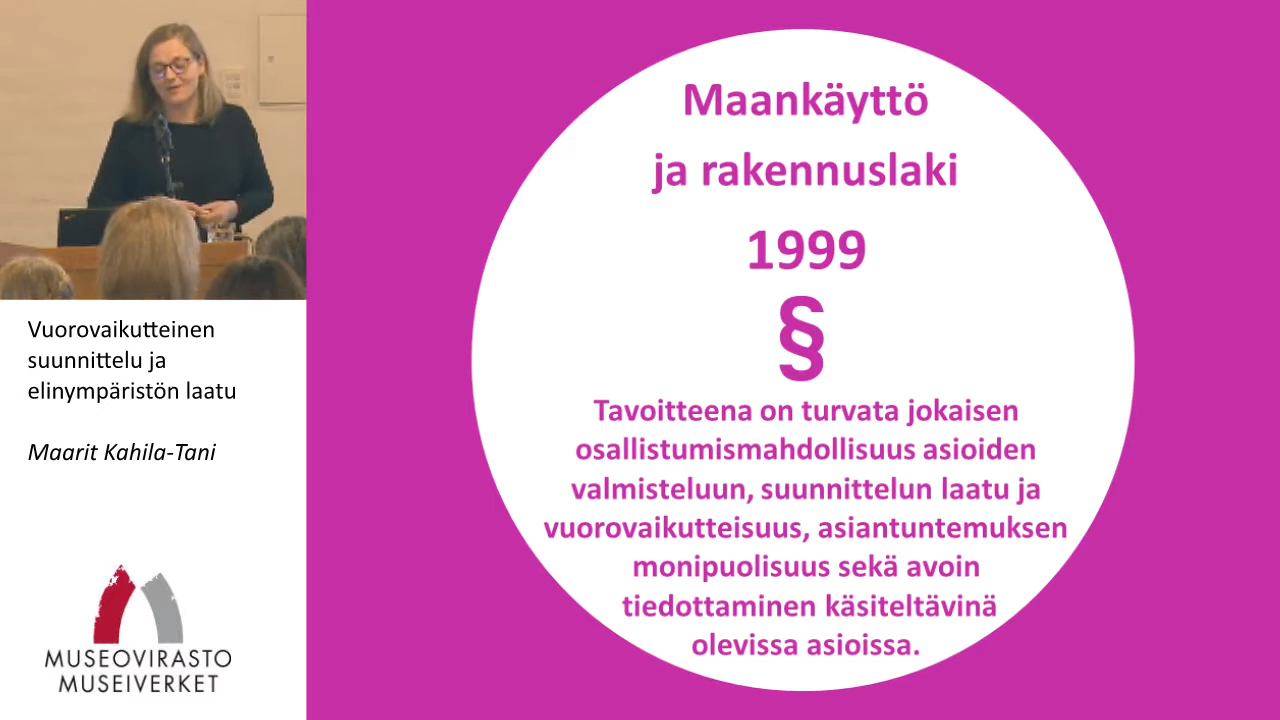 Vuorovaikutteinen
suunnittelu ja
elinympäristön laatu
Maarit Kahila-Tani
MUSEOVIRASTO
MUSEIVERKET
Maankäyttö
ja rakennuslaki
1999
§
Tavoitteena on turvata jokaisen
osallistumismahdollisuus asioiden
valmisteluun, suunnittelun laatu ja
vuorovaikutteisuus, asiantuntemuksen
monipuolisuus sekä avoin
tiedottaminen käsiteltävinä
olevissa asioissa.